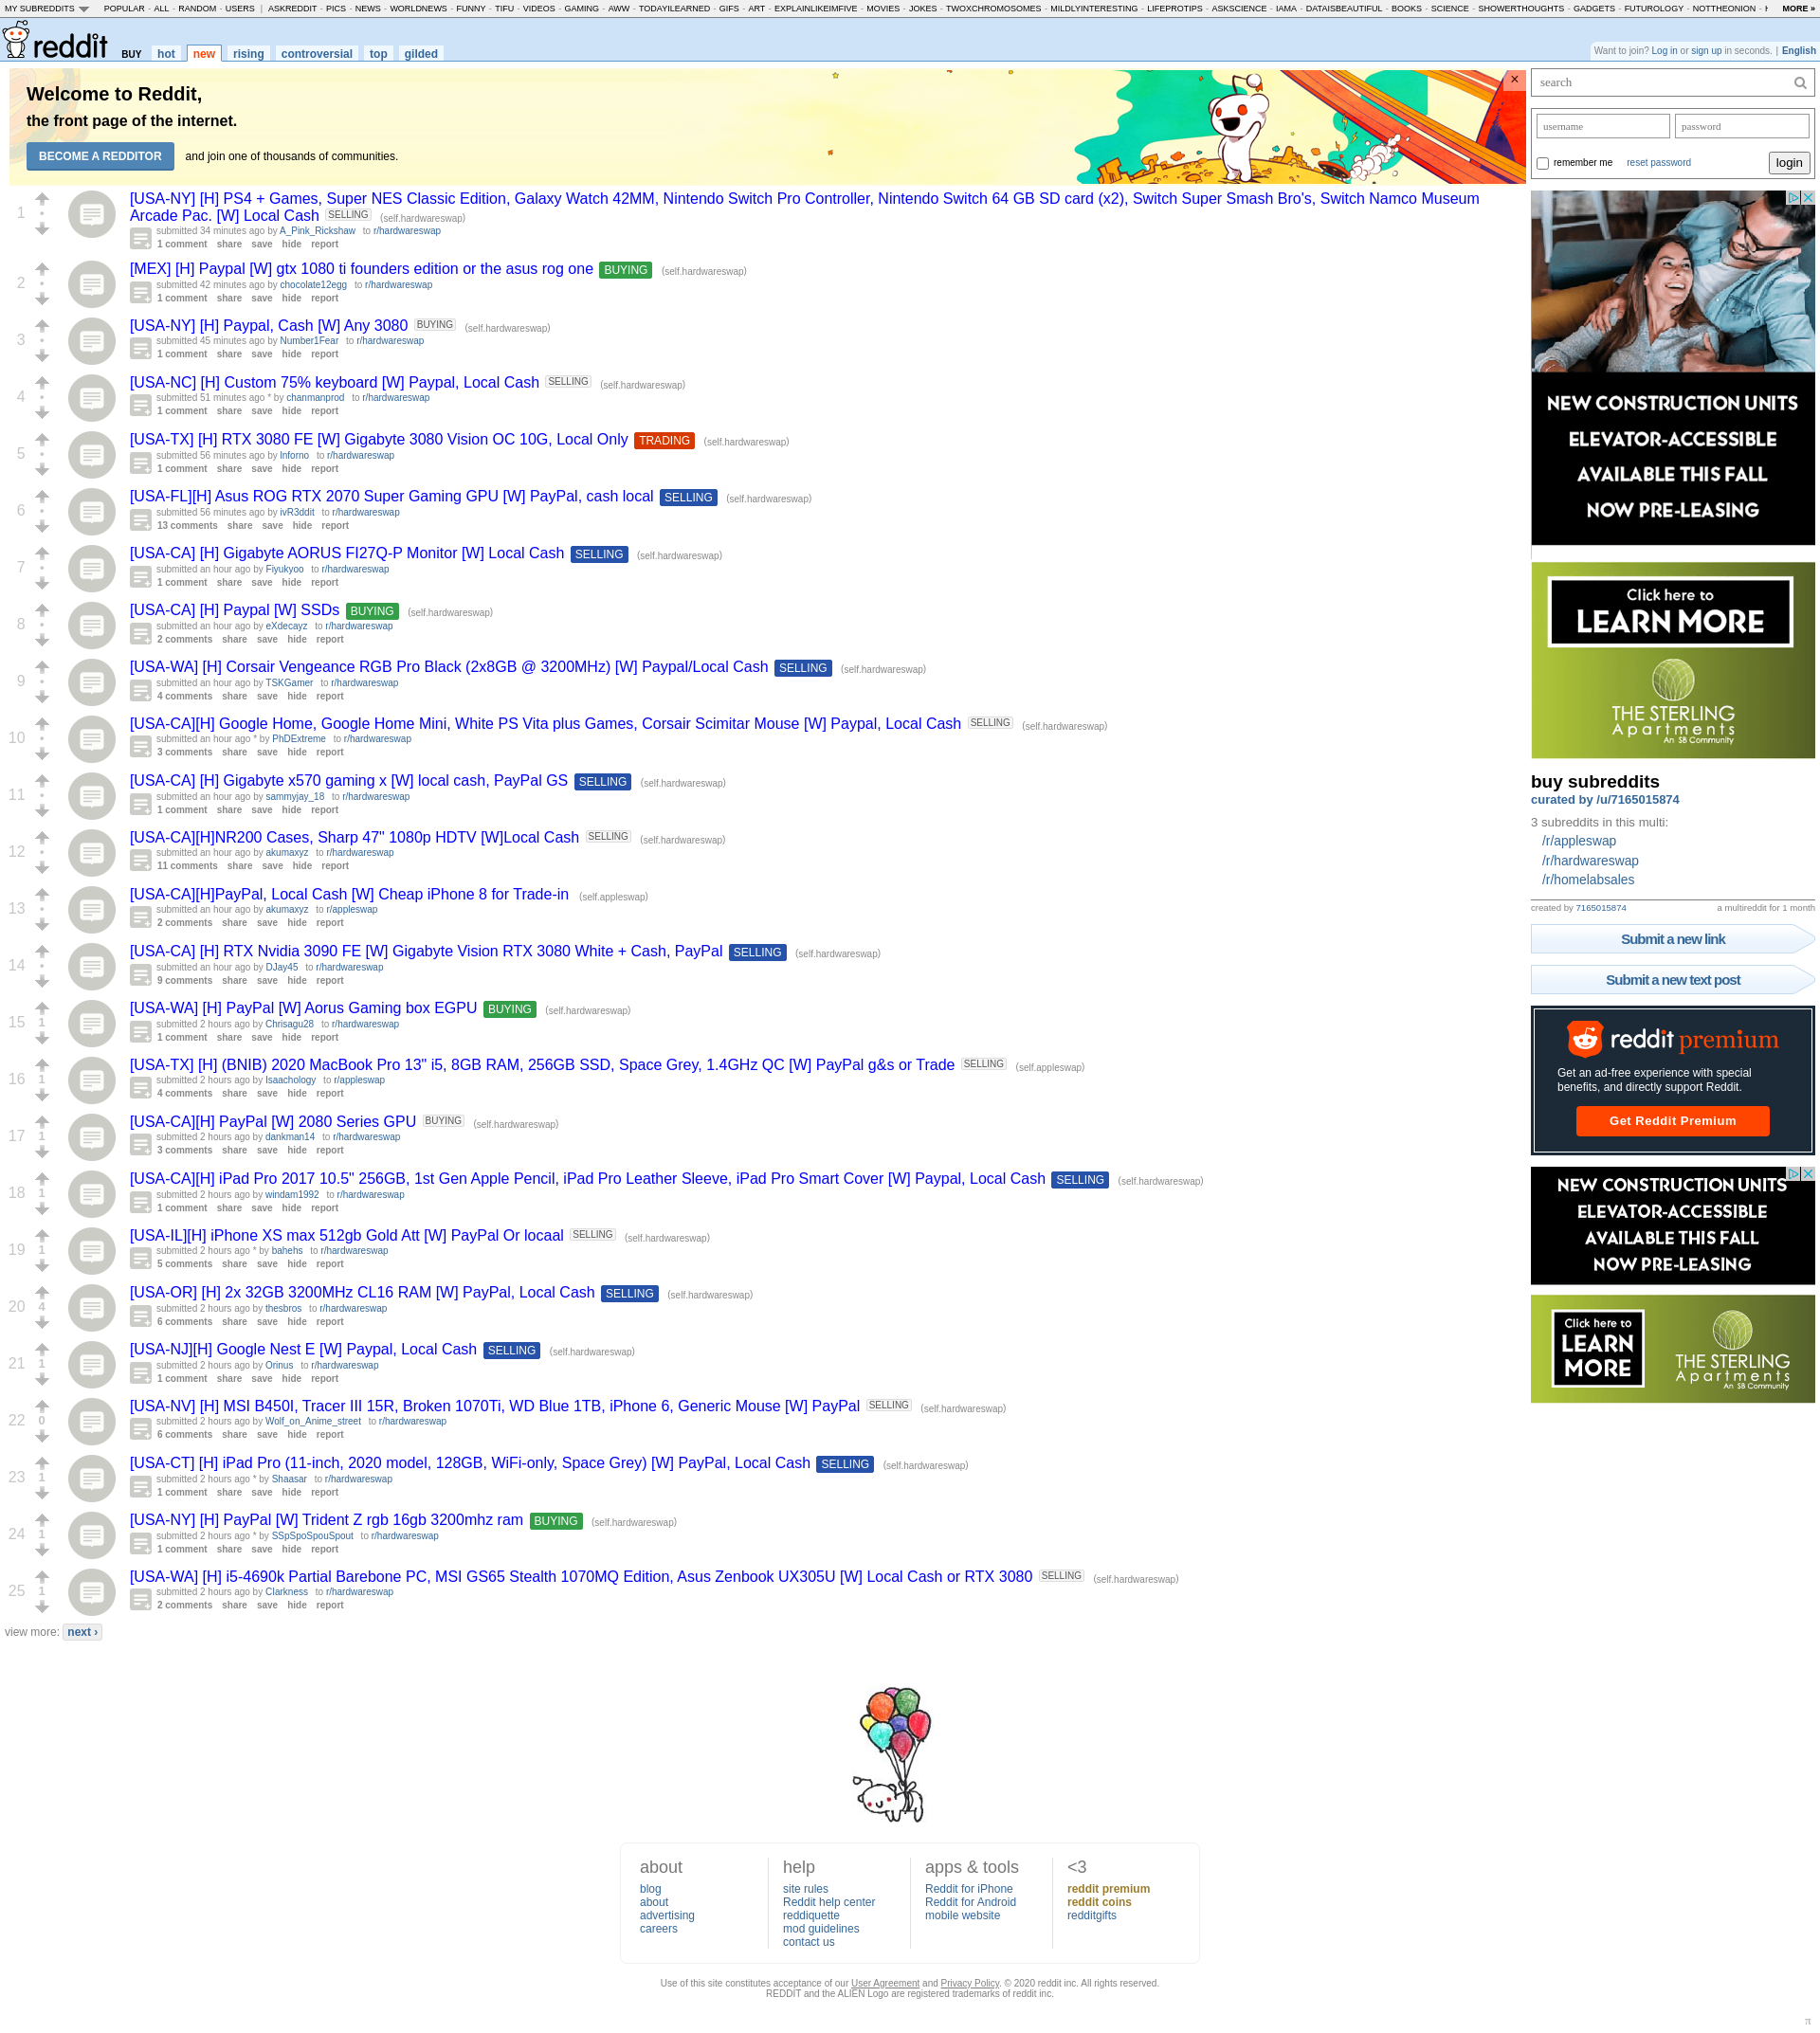 MY SUBREDDITS POPULAR - ALL - RANDOM - USERS | ASKREDDIT - PICS - NEWS - WORLDNEWS - FUNNY - TIFU - VIDEOS - GAMING - AWW - TODAYILEARNED - GIFS - ART - EXPLAINLIKEIMFIVE - MOVIES - JOKES - TWOXCHROMOSOMES - MILDLYINTERESTING - LIFEPROTIPS - ASKSCIENCE - IAMA - DATAISBEAUTIFUL - BOOKS - SCIENCE - SHOWERTHOUGHTS - GADGETS - FUTUROLOGY - NOTTHEONION - MORE »
reddit BUY hot new rising controversial top gilded
Want to join? Log in or sign up in seconds. | English
Welcome to Reddit,
the front page of the internet.
BECOME A REDDITOR and join one of thousands of communities.
×
1
[USA-NY] [H] PS4 + Games, Super NES Classic Edition, Galaxy Watch 42MM, Nintendo Switch Pro Controller, Nintendo Switch 64 GB SD card (x2), Switch Super Smash Bro's, Switch Namco Museum
Arcade Pac. [W] Local Cash SELLING (self.hardwareswap)
submitted 34 minutes ago by A_Pink_Rickshaw to r/hardwareswap
1 comment share save hide report
2
[MEX] [H] Paypal [W] gtx 1080 ti founders edition or the asus rog one BUYING (self.hardwareswap)
submitted 42 minutes ago by chocolate12egg to r/hardwareswap
1 comment share save hide report
3
[USA-NY] [H] Paypal, Cash [W] Any 3080 BUYING (self.hardwareswap)
submitted 45 minutes ago by Number1Fear to r/hardwareswap
1 comment share save hide report
4
[USA-NC] [H] Custom 75% keyboard [W] Paypal, Local Cash SELLING (self.hardwareswap)
submitted 51 minutes ago * by chanmanprod to r/hardwareswap
1 comment share save hide report
5
[USA-TX] [H] RTX 3080 FE [W] Gigabyte 3080 Vision OC 10G, Local Only TRADING (self.hardwareswap)
submitted 56 minutes ago by to r/hardwareswap
1 comment share save hide report
6
[USA-FL][H] Asus ROG RTX 2070 Super Gaming GPU [W] PayPal, cash local SELLING (self.hardwareswap)
submitted 56 minutes ago by ivR3ddit to r/hardwareswap
13 comments share save hide report
7
[USA-CA] [H] Gigabyte AORUS FI27Q-P Monitor [W] Local Cash SELLING (self.hardwareswap)
submitted an hour ago by Fiyukyoo to r/hardwareswap
1 comment share save hide report
8
[USA-CA] [H] Paypal [W] SSDs BUYING (self.hardwareswap)
submitted an hour ago by eXdecayz to r/hardwareswap
2 comments share save hide report
9
[USA-WA] [H] Corsair Vengeance RGB Pro Black (2x8GB @ 3200MHz) [W] Paypal/Local Cash SELLING (self.hardwareswap)
submitted an hour ago by TSKGamer to r/hardwareswap
4 comments share save hide report
10
[USA-CA][H] Google Home, Google Home Mini, White PS Vita plus Games, Corsair Scimitar Mouse [W] Paypal, Local Cash SELLING (self.hardwareswap)
submitted an hour ago * by PhDExtreme to r/hardwareswap
3 comments share save hide report
11
[USA-CA] [H] Gigabyte x570 gaming x [W] local cash, PayPal GS SELLING (self.hardwareswap)
submitted an hour ago by sammyjay_18 to r/hardwareswap
1 comment share save hide report
12
[USA-CA][H]NR200 Cases, Sharp 47" 1080p HDTV [W]Local Cash SELLING (self.hardwareswap)
submitted an hour ago by akumaxyz to r/hardwareswap
11 comments share save hide report
13
[USA-CA][H]PayPal, Local Cash [W] Cheap iPhone 8 for Trade-in (self.appleswap)
submitted an hour ago by akumaxyz to r/appleswap
2 comments share save hide report
14
[USA-CA] [H] RTX Nvidia 3090 FE [W] Gigabyte Vision RTX 3080 White + Cash, PayPal SELLING (self.hardwareswap)
submitted an hour ago by DJay45 to r/hardwareswap
9 comments share save hide report
15 1
[USA-WA] [H] PayPal [W] Aorus Gaming box EGPU BUYING (self.hardwareswap)
submitted 2 hours ago by Chrisagu28 to r/hardwareswap
1 comment share save hide report
16 1
[USA-TX] [H] (BNIB) 2020 MacBook Pro 13" i5, 8GB RAM, 256GB SSD, Space Grey, 1.4GHz QC [W] PayPal g&s or Trade SELLING (self.appleswap)
submitted 2 hours ago by Isaachology to r/appleswap
4 comments share save hide report
17 1
[USA-CA][H] PayPal [W] 2080 Series GPU BUYING (self.hardwareswap)
submitted 2 hours ago by dankman14 to r/hardwareswap
3 comments share save hide report
18 1
[USA-CA][H] iPad Pro 2017 10.5" 256GB, 1st Gen Apple Pencil, iPad Pro Leather Sleeve, iPad Pro Smart Cover [W] Paypal, Local Cash SELLING (self.hardwareswap)
submitted 2 hours ago by windam1992 to r/hardwareswap
1 comment share save hide report
19 1
[USA-IL][H] iPhone XS max 512gb Gold Att [W] PayPal Or locaal SELLING (self.hardwareswap)
submitted 2 hours ago * by bahehs to r/hardwareswap
5 comments share save hide report
20 4
[USA-OR] [H] 2x 32GB 3200MHz CL16 RAM [W] PayPal, Local Cash SELLING (self.hardwareswap)
submitted 2 hours ago by thesbros to r/hardwareswap
6 comments share save hide report
21 1
[USA-NJ][H] Google Nest E [W] Paypal, Local Cash SELLING (self.hardwareswap)
submitted 2 hours ago by Orinus to r/hardwareswap
1 comment share save hide report
22 0
[USA-NV] [H] MSI B450I, Tracer III 15R, Broken 1070Ti, WD Blue 1TB, iPhone 6, Generic Mouse [W] PayPal SELLING (self.hardwareswap)
submitted 2 hours ago by Wolf_on_Anime_street to r/hardwareswap
6 comments share save hide report
23 1
[USA-CT] [H] iPad Pro (11-inch, 2020 model, 128GB, WiFi-only, Space Grey) [W] PayPal, Local Cash SELLING (self.hardwareswap)
submitted 2 hours ago * by Shaasar to r/hardwareswap
1 comment share save hide report
24 1
[USA-NY] [H] PayPal [W] Trident Z rgb 16gb 3200mhz ram BUYING (self.hardwareswap)
submitted 2 hours ago * by SSpSpoSpouSpout to r/hardwareswap
1 comment share save hide report
25 1
[USA-WA] [H] i5-4690k Partial Barebone PC, MSI GS65 Stealth 1070MQ Edition, Asus Zenbook UX305U [W] Local Cash or RTX 3080 SELLING (self.hardwareswap)
submitted 2 hours ago by Clarkness to r/hardwareswap
2 comments share save hide report
view more: next ›
search
username password
remember me reset password login
NEW CONSTRUCTION UNITS
ELEVATOR-ACCESSIBLE
AVAILABLE THIS FALL
NOW PRE-LEASING
Click here to
LEARN MORE
THE STERLING
Apartments
An SB Community
buy subreddits
curated by /u/7165015874
3 subreddits in this multi:
/r/appleswap
/r/hardwareswap
/r/homelabsales
created by 7165015874 a multireddit for 1 month
Submit a new link
Submit a new text post
reddit premium
Get an ad-free experience with special
benefits, and directly support Reddit.
Get Reddit Premium
NEW CONSTRUCTION UNITS
ELEVATOR-ACCESSIBLE
AVAILABLE THIS FALL
NOW PRE-LEASING
Click here to
LEARN
MORE
THE STERLING
Apartments
An SB Community
about
blog
about
advertising
careers
help
site rules
Reddit help center
reddiquette
mod guidelines
contact us
apps & tools
Reddit for iPhone
Reddit for Android
mobile website
<3
reddit premium
reddit coins
redditgifts
Use of this site constitutes acceptance of our User Agreement and Privacy Policy. © 2020 reddit inc. All rights reserved.
REDDIT and the ALIEN Logo are registered trademarks of reddit inc.
π